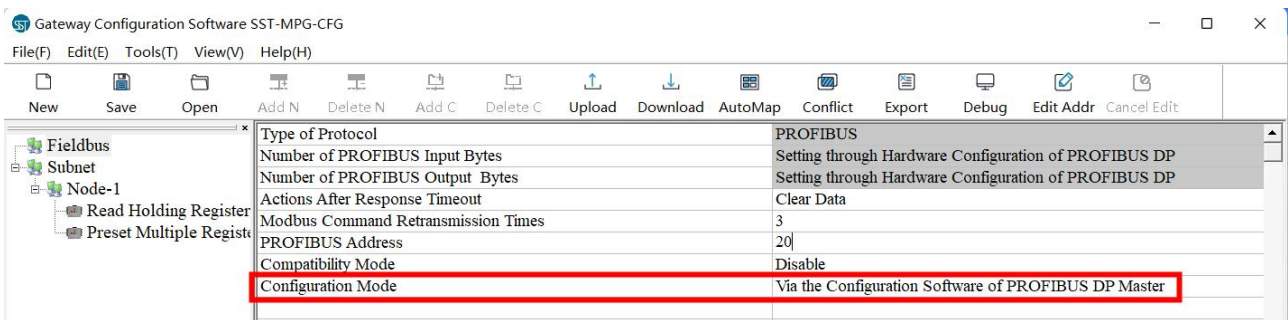 SST Gateway Configuration Software SST-MPG-CFG
File(F) Edit(E) Tools(T) View(V) Help(H)
New Save Open Add N Delete N Add C Delete C Upload Download AutoMap Conflict Export Debug Edit Addr Cancel Edit
Fieldbus
Subnet
Node-1
Read Holding Register
Preset Multiple Registe
Type of Protocol PROFIBUS
Number of PROFIBUS Input Bytes Setting through Hardware Configuration of PROFIBUS DP
Number of PROFIBUS Output Bytes Setting through Hardware Configuration of PROFIBUS DP
Actions After Response Timeout Clear Data
Modbus Command Retransmission Times 3
PROFIBUS Address 20
Compatibility Mode Disable
Configuration Mode Via the Configuration Software of PROFIBUS DP Master